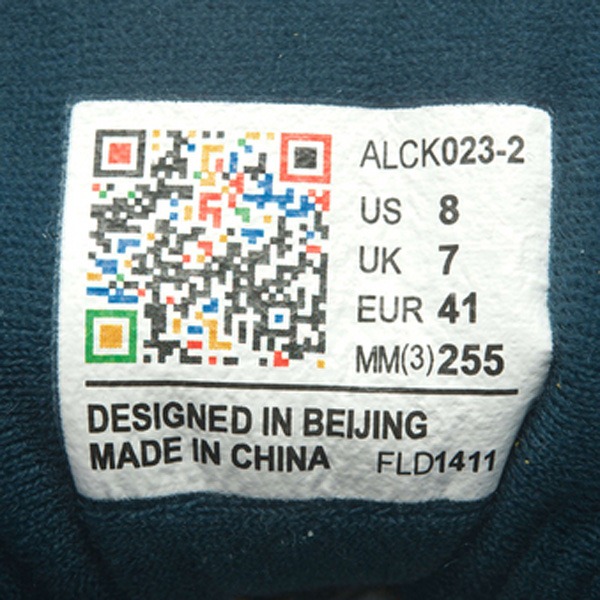 ALCK023-2
US 8
UK 7
EUR 41
MM(3)255
DESIGNED IN BEIJING
MADE IN CHINA FLD1411